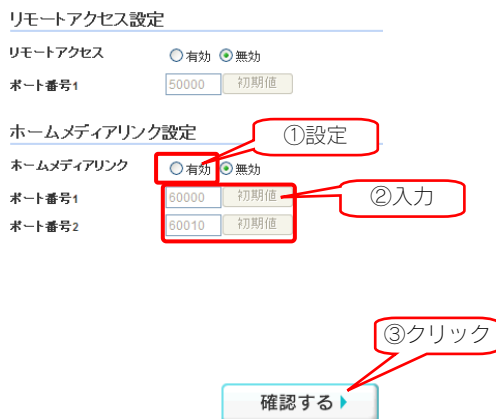 リモートアクセス設定
リモートアクセス 有効 無効
ポート番号1 50000 初期値
ホームメディアリンク設定
①設定
ホームメディアリンク 有効 無効
ポート番号1 60000 初期値
②入力
ポート番号2 60010 初期値
③クリック
確認する